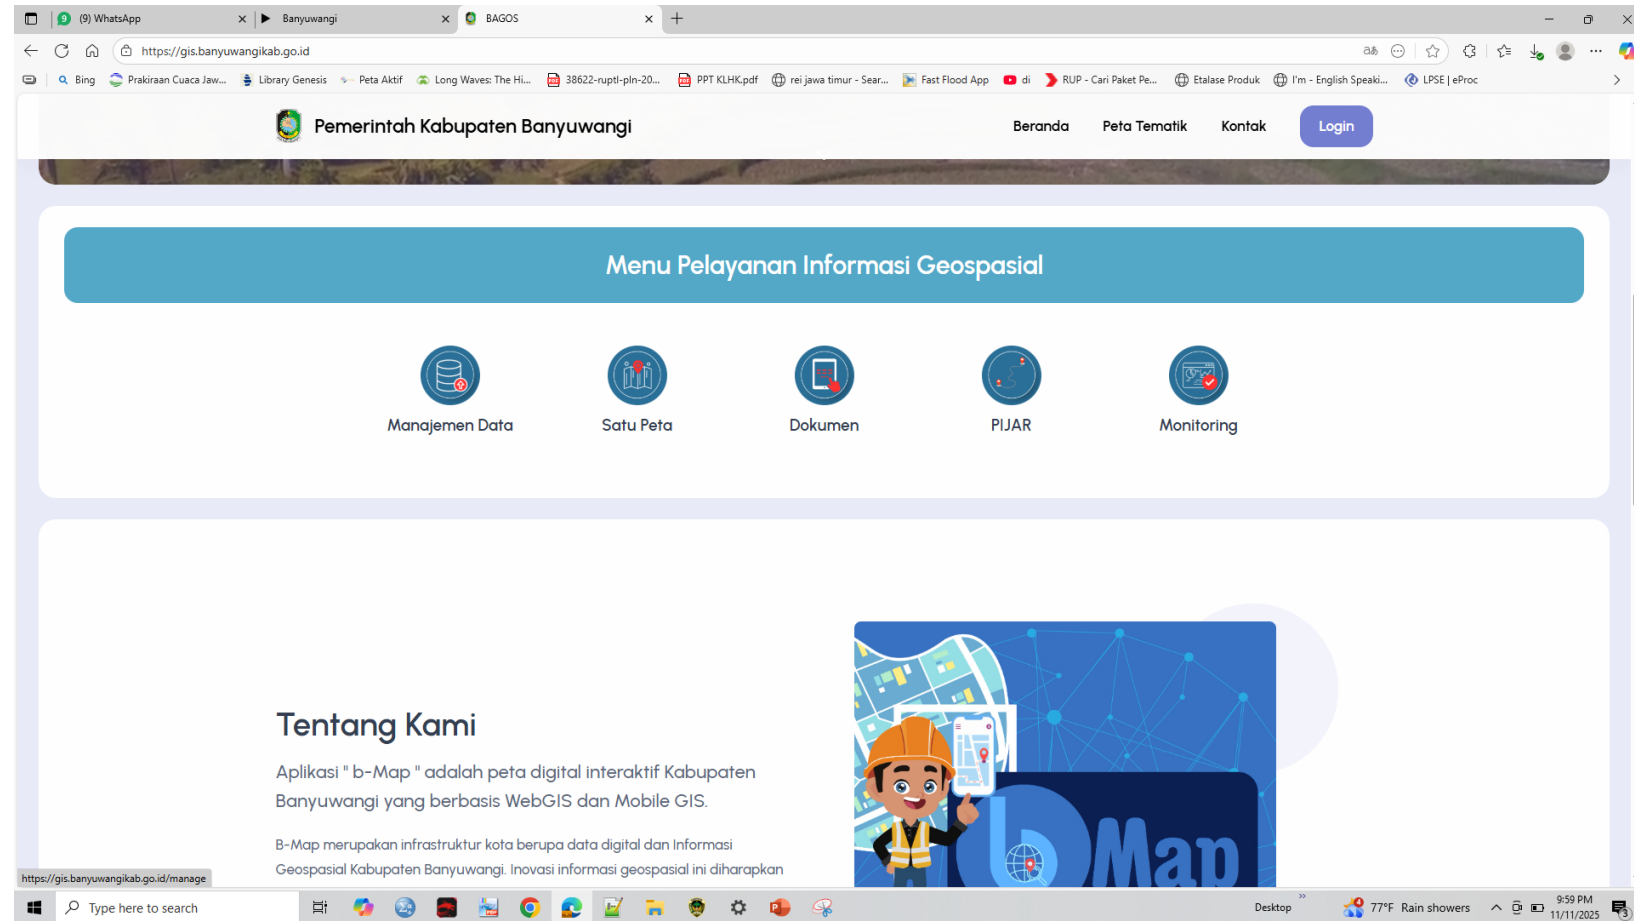 (9) WhatsApp
Banyuwangi
BAGOS
https://gis.banyuwangikab.go.id
Bing
Prakiraan Cuaca Jaw...
Library Genesis
Peta Aktif
Long Waves: The Hi...
38622-ruptl-pln-20...
PPT KLHK.pdf
rei jawa timur - Sear...
Fast Flood App
di
RUP - Cari Paket Pe...
Etalase Produk
I'm - English Speaki...
LPSE | eProc
Pemerintah Kabupaten Banyuwangi
Beranda
Peta Tematik
Kontak
Login
Menu Pelayanan Informasi Geospasial
Manajemen Data
Satu Peta
Dokumen
PIJAR
Monitoring
Tentang Kami
Aplikasi " b-Map " adalah peta digital interaktif Kabupaten
Banyuwangi yang berbasis WebGIS dan Mobile GIS.
B-Map merupakan infrastruktur kota berupa data digital dan Informasi
Geospasial Kabupaten Banyuwangi. Inovasi informasi geospasial ini diharapkan
b Map
https://gis.banyuwangikab.go.id/manage
Type here to search
Desktop
77°F Rain showers
9:59 PM
11/11/2025